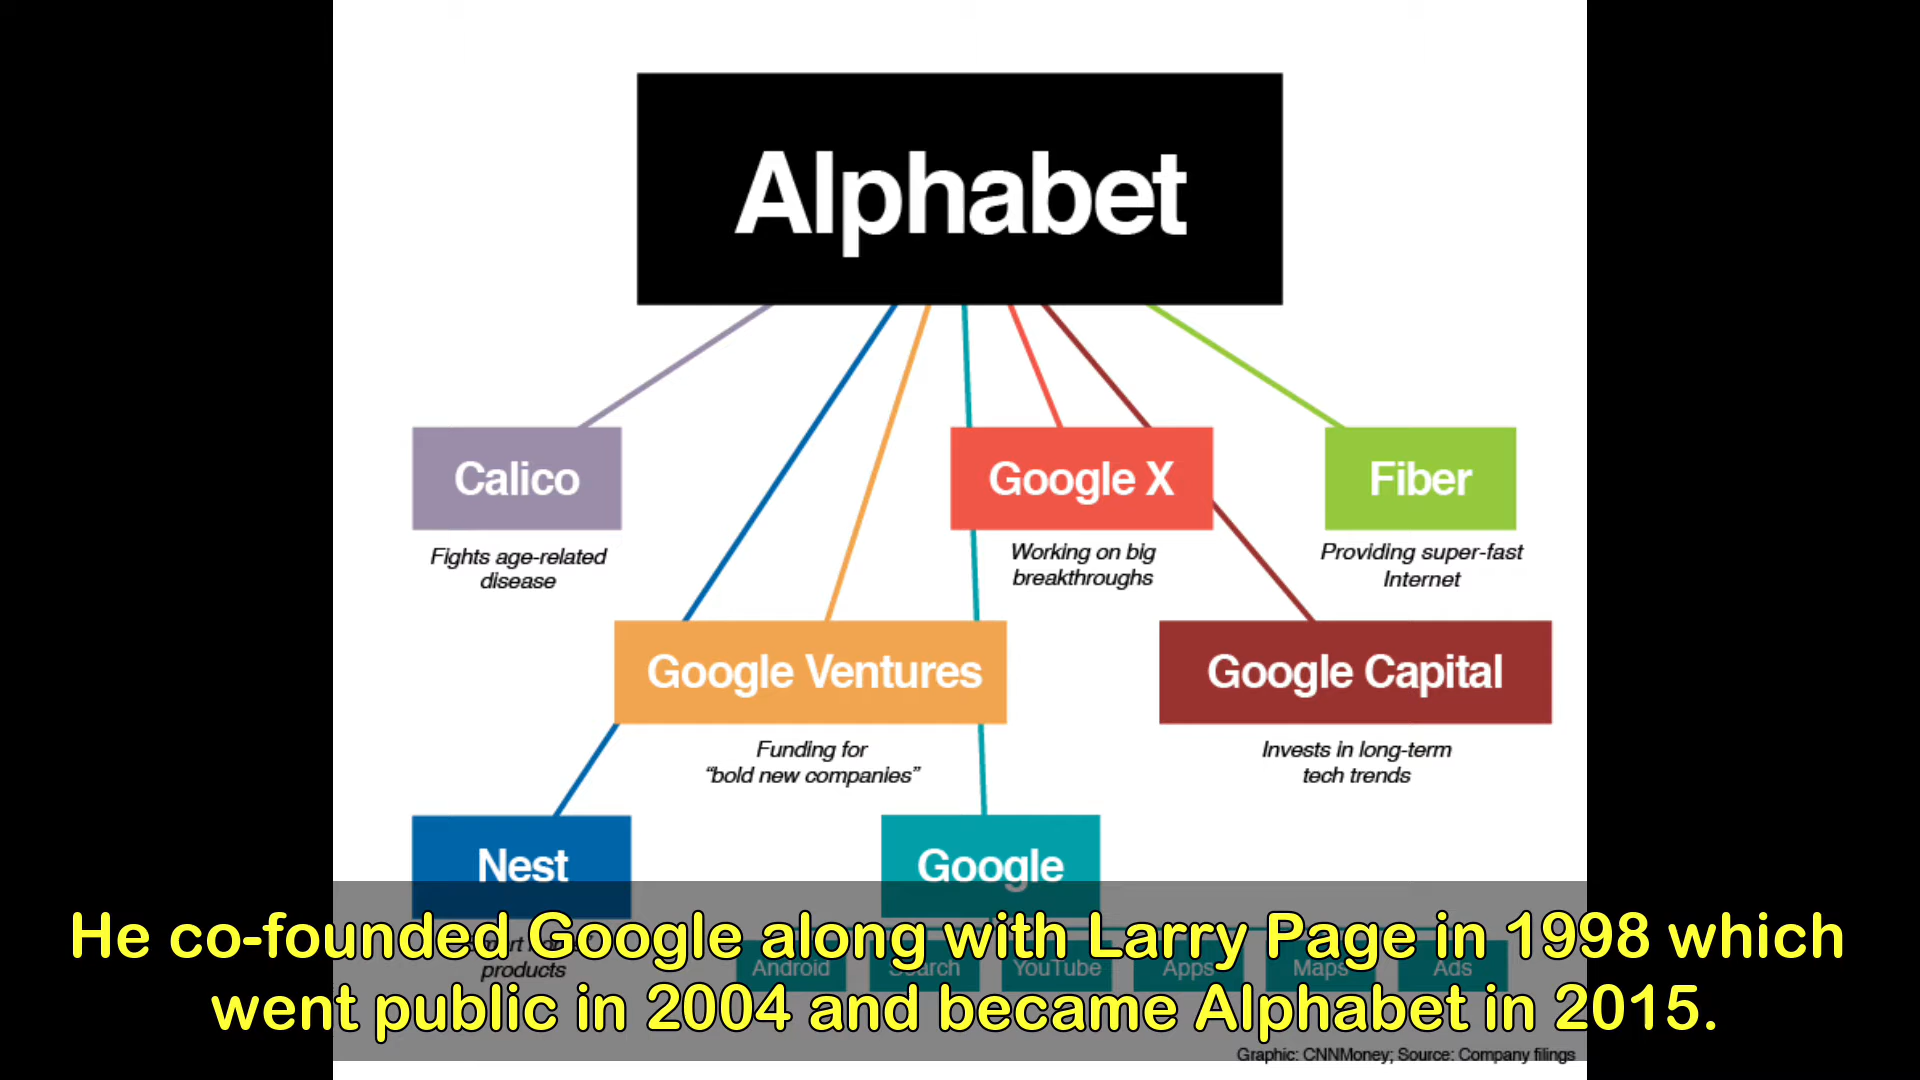 Alphabet
Calico
Google X
Fiber
Fights age-related
disease
Working on big
breakthroughs
Providing super-fast
Internet
Google Ventures
Google Capital
Funding for
“bold new companies”
Invests in long-term
tech trends
Nest
Google
products
Android
Search
YouTube
Apps
Maps
Ads
He co-founded Google along with Larry Page in 1998 which
went public in 2004 and became Alphabet in 2015.
Graphic: CNNMoney; Source: Company filings